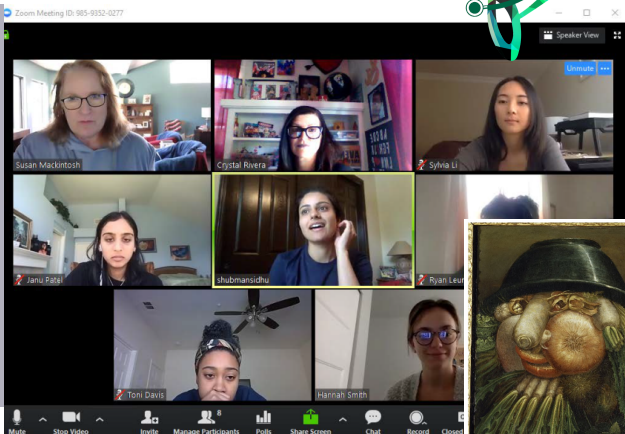 Zoom Meeting ID: 985-9352-0277
Speaker View
Unmute
Susan Mackintosh
Crystal Rivera
Sylvia Li
Janu Patel
shubmansidhu
Ryan Leun
Toni Davis
Hannah Smith
8
Mute
Stop Video
Invite
Manage Participants
Polls
Share Screen
Chat
Record
Closed